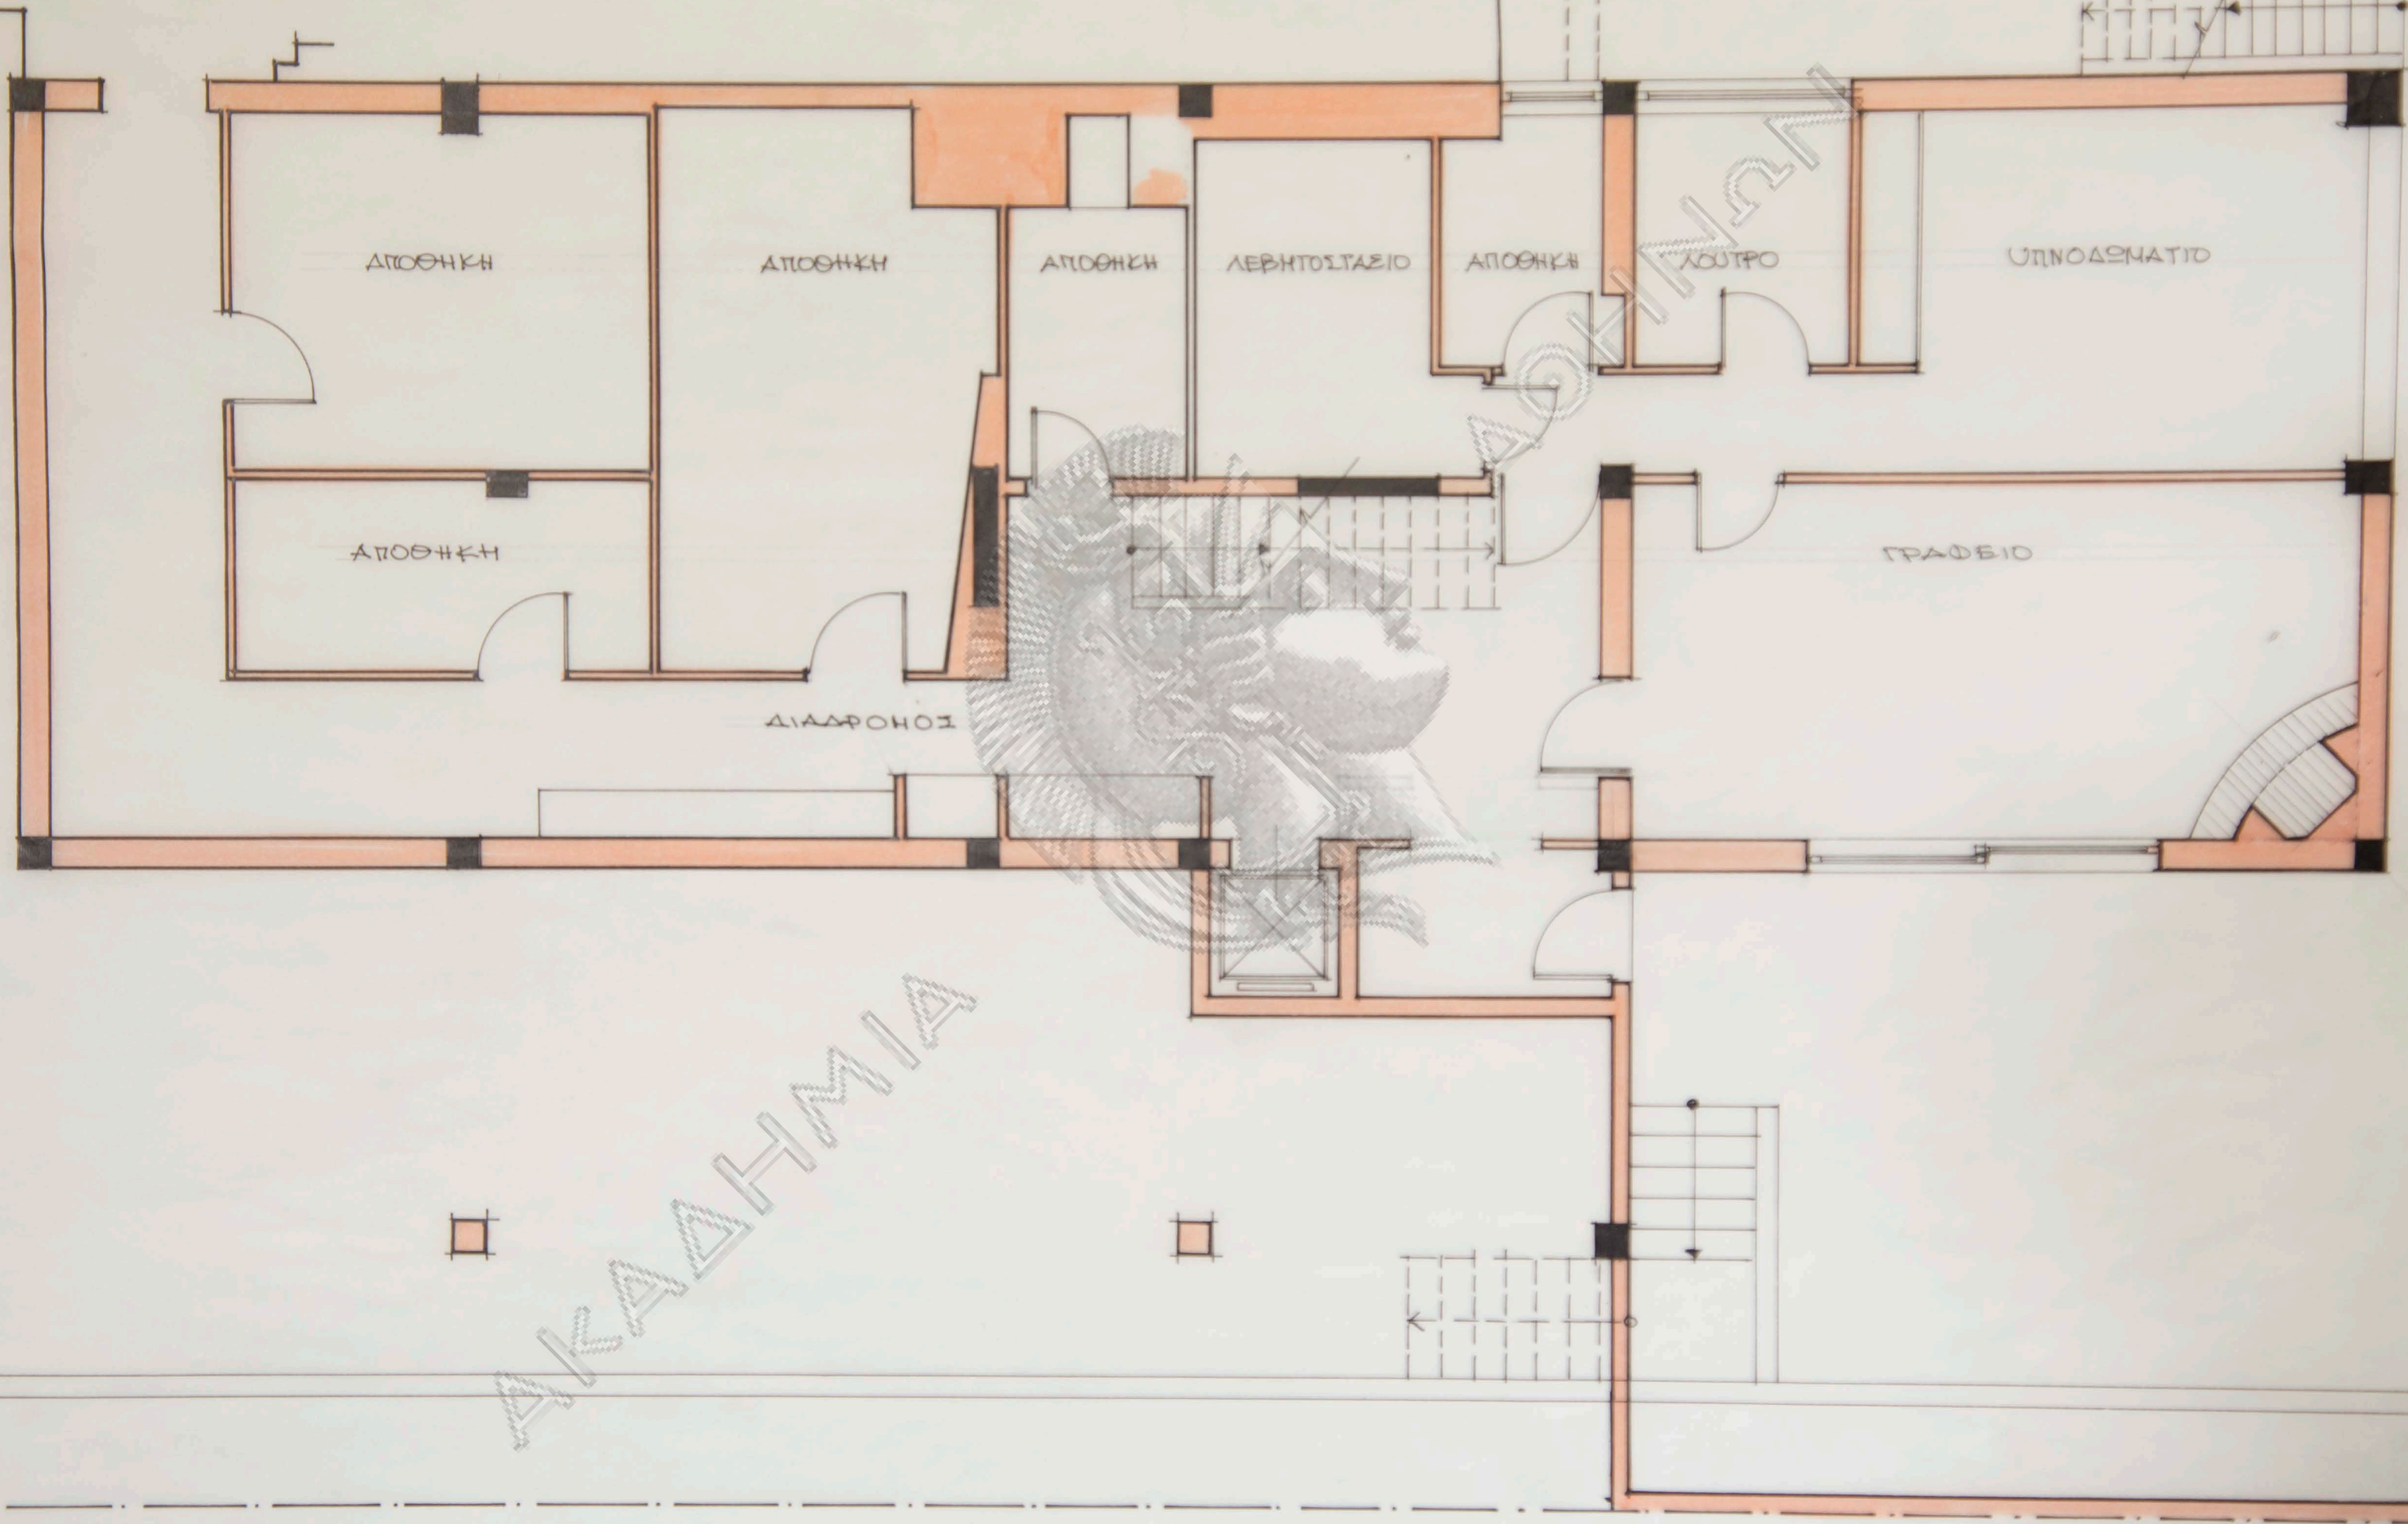 ΑΠΟΘΗΚΗ
ΑΠΟΘΗΚΗ
ΑΠΟΘΗΚΗ
ΛΕΒΗΤΟΣΤΑΣΙΟ
ΑΠΟΘΗΚΗ
ΛΟΥΤΡΟ
ΥΠΝΟΔΩΜΑΤΙΟ
ΑΠΟΘΗΚΗ
ΓΡΑΦΕΙΟ
ΔΙΑΔΡΟΜΟΣ
ΑΚΑΔΗΜΙΑ ΑΘΗΝΩΝ